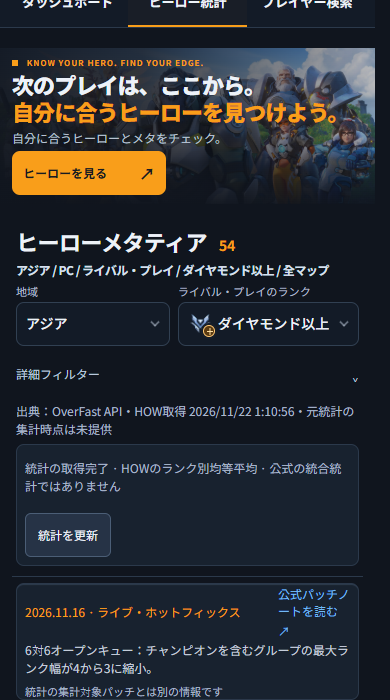 ダッシュボード ヒーロー統計 プレイヤー検索
KNOW YOUR HERO. FIND YOUR EDGE.
次のプレイは、ここから。
自分に合うヒーローを見つけよう。
自分に合うヒーローとメタをチェック。
ヒーローを見る ↗
ヒーローメタティア 54
アジア / PC / ライバル・プレイ / ダイヤモンド以上 / 全マップ
地域 ライバル・プレイのランク
アジア ダイヤモンド以上
詳細フィルター
出典：OverFast API・HOW取得 2026/11/22 1:10:56・元統計の
集計時点は未提供
統計の取得完了 · HOWのランク別均等平均 · 公式の統合統
計ではありません
統計を更新
公式パッチノ
2026.11.16 · ライブ・ホットフィックス ートを読む
↗
6対6オープンキュー：チャンピオンを含むグループの最大ラ
ンク幅が4から3に縮小。
統計の集計対象パッチとは別の情報です